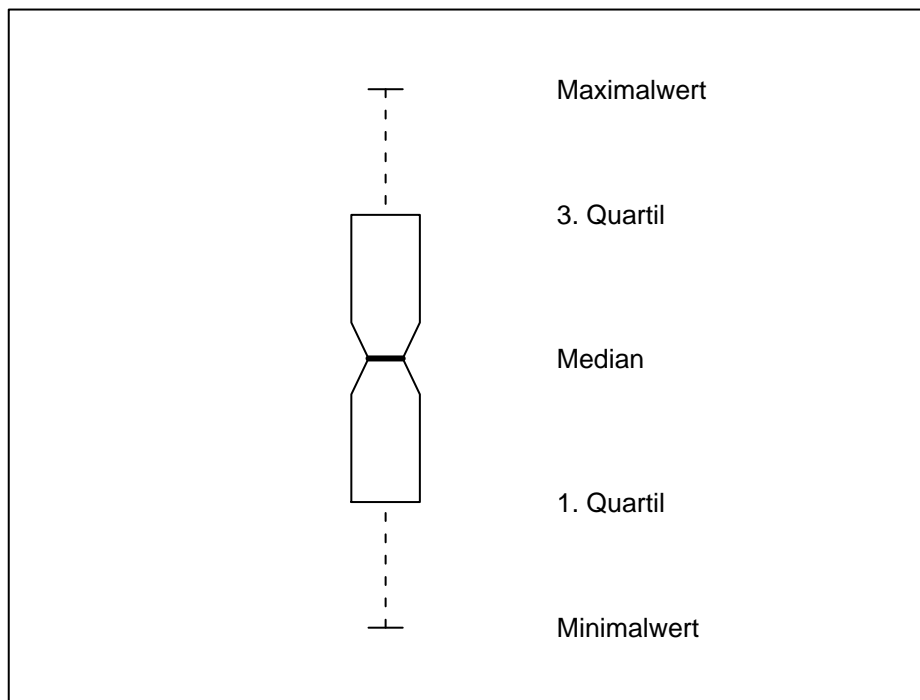 Maximalwert
3. Quartil
Median
1. Quartil
Minimalwert